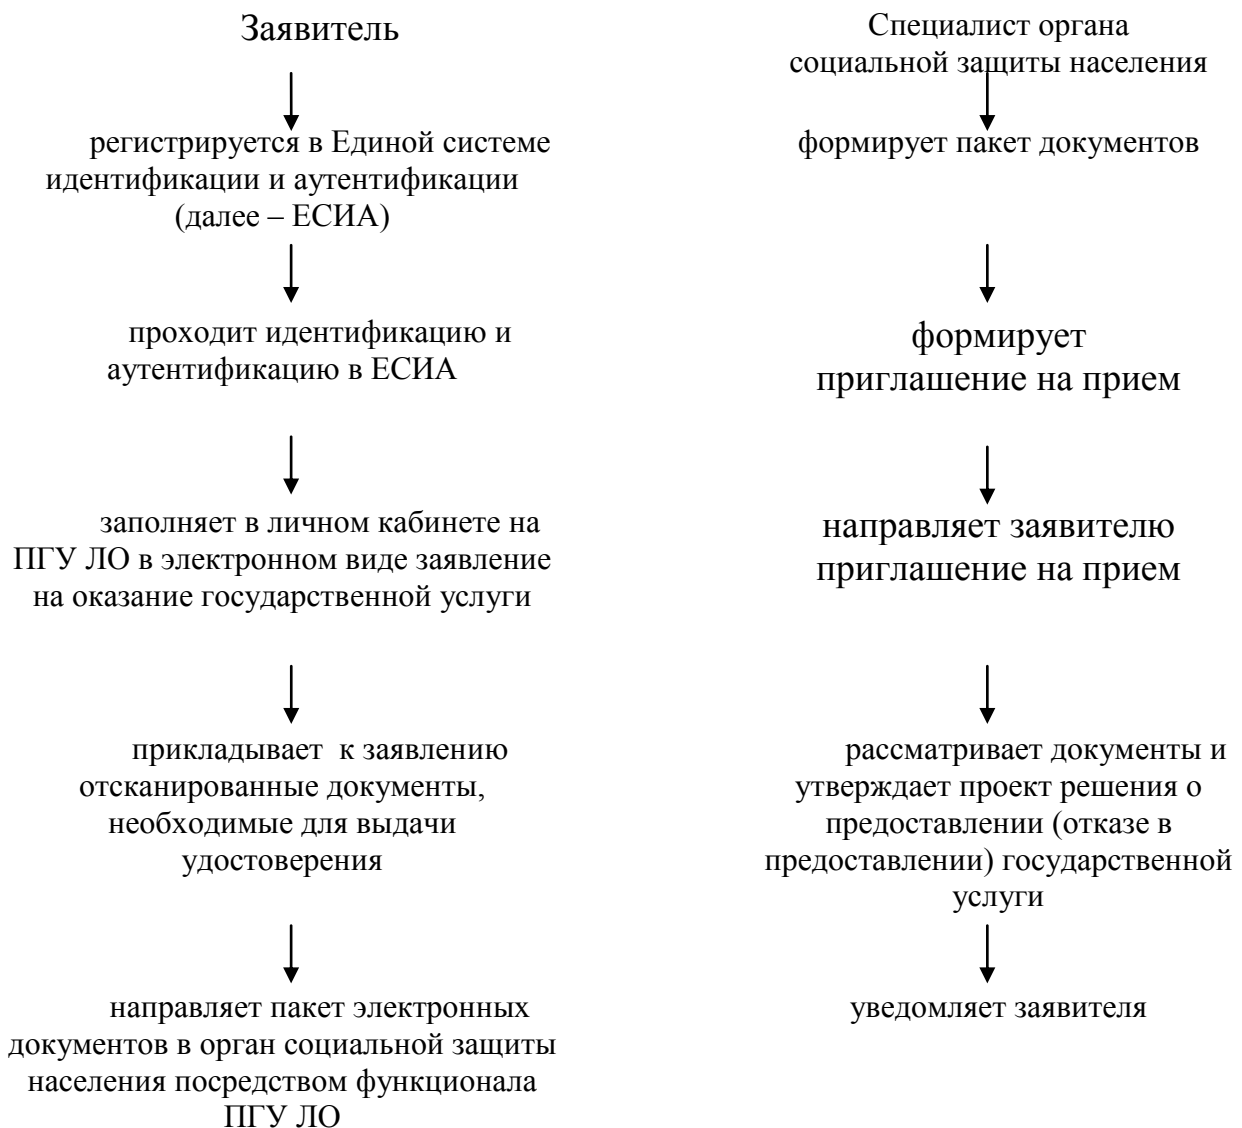 Заявитель
регистрируется в Единой системе
идентификации и аутентификации
(далее – ЕСИА)
проходит идентификацию и
аутентификацию в ЕСИА
заполняет в личном кабинете на
ПГУ ЛО в электронном виде заявление
на оказание государственной услуги
прикладывает к заявлению
отсканированные документы,
необходимые для выдачи
удостоверения
направляет пакет электронных
документов в орган социальной защиты
населения посредством функционала
ПГУ ЛО
Специалист органа
социальной защиты населения
формирует пакет документов
формирует
приглашение на прием
направляет заявителю
приглашение на прием
рассматривает документы и
утверждает проект решения о
предоставлении (отказе в
предоставлении) государственной
услуги
уведомляет заявителя